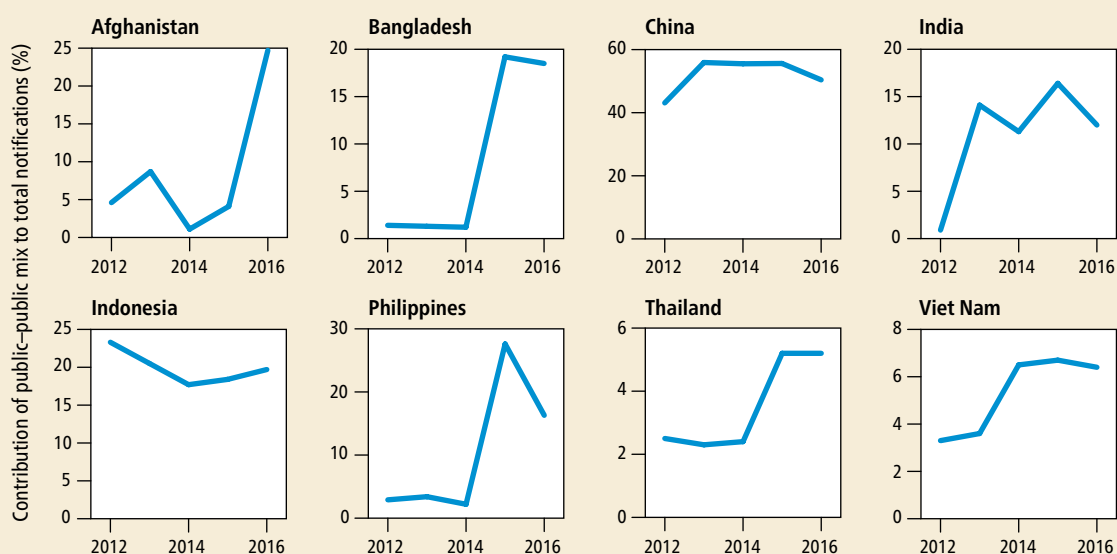 Contribution of public–public mix to total notifications (%)
Afghanistan
25
20
15
10
5
0
2012 2014 2016
Bangladesh
20
15
10
5
0
2012 2014 2016
China
60
40
20
0
2012 2014 2016
India
20
15
10
5
0
2012 2014 2016
Indonesia
25
20
15
10
5
0
2012 2014 2016
Philippines
30
20
10
0
2012 2014 2016
Thailand
6
4
2
0
2012 2014 2016
Viet Nam
8
6
4
2
0
2012 2014 2016